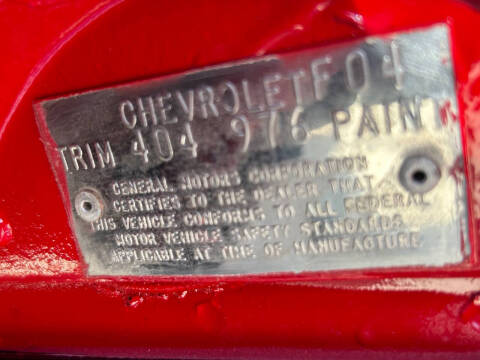 CHEVROLET F04
TRIM 404 976 PAINT
GENERAL MOTORS CORPORATION
CERTIFIES TO THE DEALER THAT
THIS VEHICLE CONFORMS TO ALL FEDERAL
MOTOR VEHICLE SAFETY STANDARDS
APPLICABLE AT TIME OF MANUFACTURE